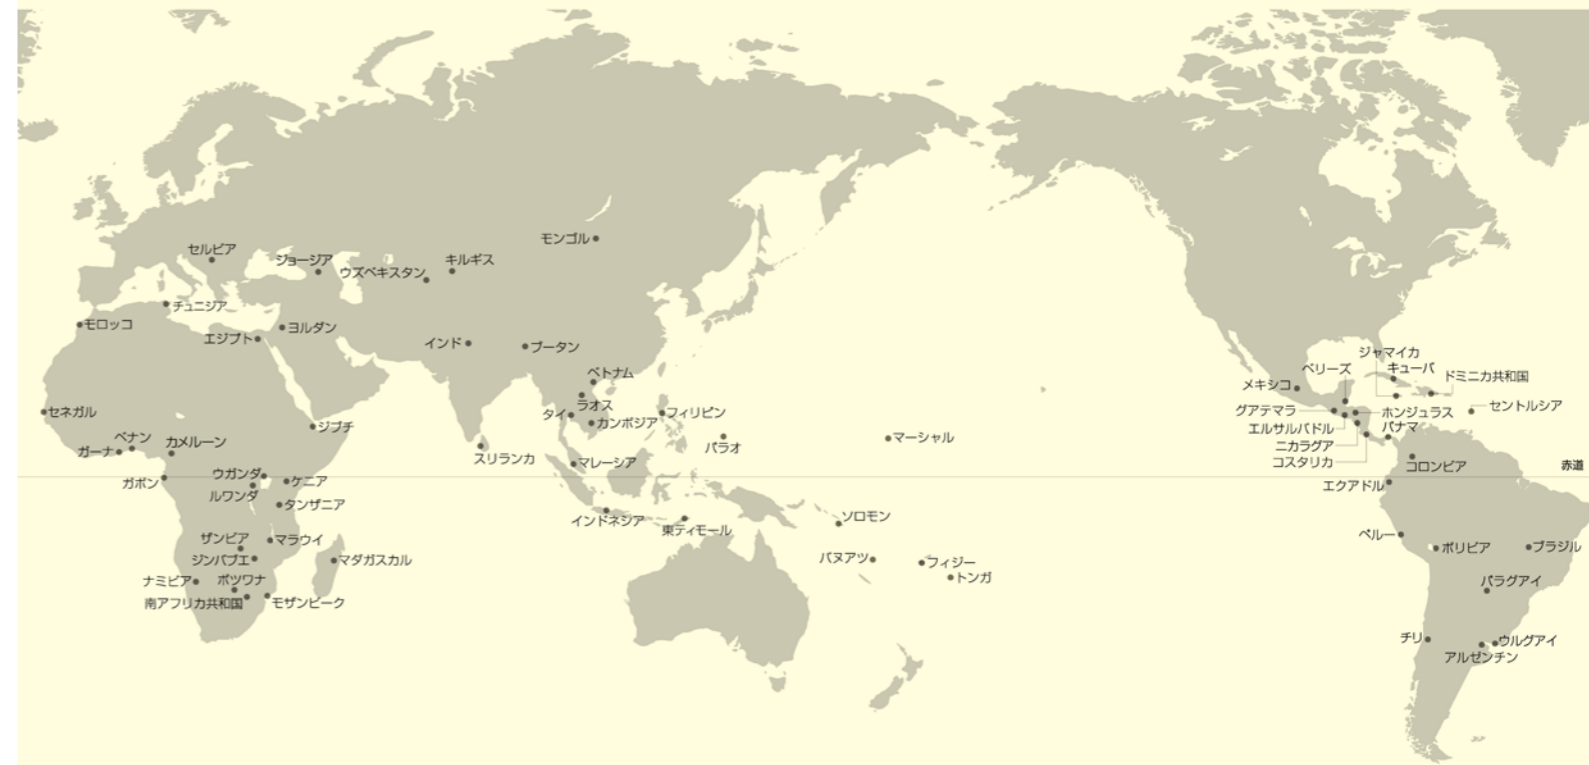 セルビア
ジョージア
ウズベキスタン
キルギス
モンゴル
チュニジア
モロッコ
エジプト
ヨルダン
インド
ブータン
ベトナム
ラオス
タイ
カンボジア
フィリピン
セネガル
ジブチ
ベナン
ガーナ
カメルーン
スリランカ
マレーシア
パラオ
マーシャル
ガボン
ウガンダ
ルワンダ
ケニア
タンザニア
インドネシア
東ティモール
ソロモン
ザンビア
マラウイ
ジンバブエ
マダガスカル
バヌアツ
フィジー
トンガ
ナミビア
ボツワナ
南アフリカ共和国
モザンビーク
ジャマイカ
ベリーズ
キューバ
ドミニカ共和国
メキシコ
グアテマラ
ホンジュラス
セントルシア
エルサルバドル
パナマ
ニカラグア
コスタリカ
コロンビア
赤道
エクアドル
ペルー
ボリビア
ブラジル
パラグアイ
チリ
ウルグアイ
アルゼンチン